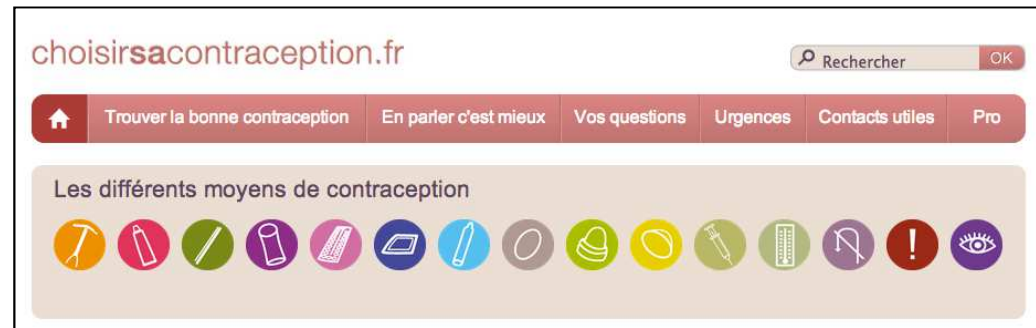 choisirsacontraception.fr
Rechercher OK
Trouver la bonne contraception En parler c'est mieux Vos questions Urgences Contacts utiles Pro
Les différents moyens de contraception
!